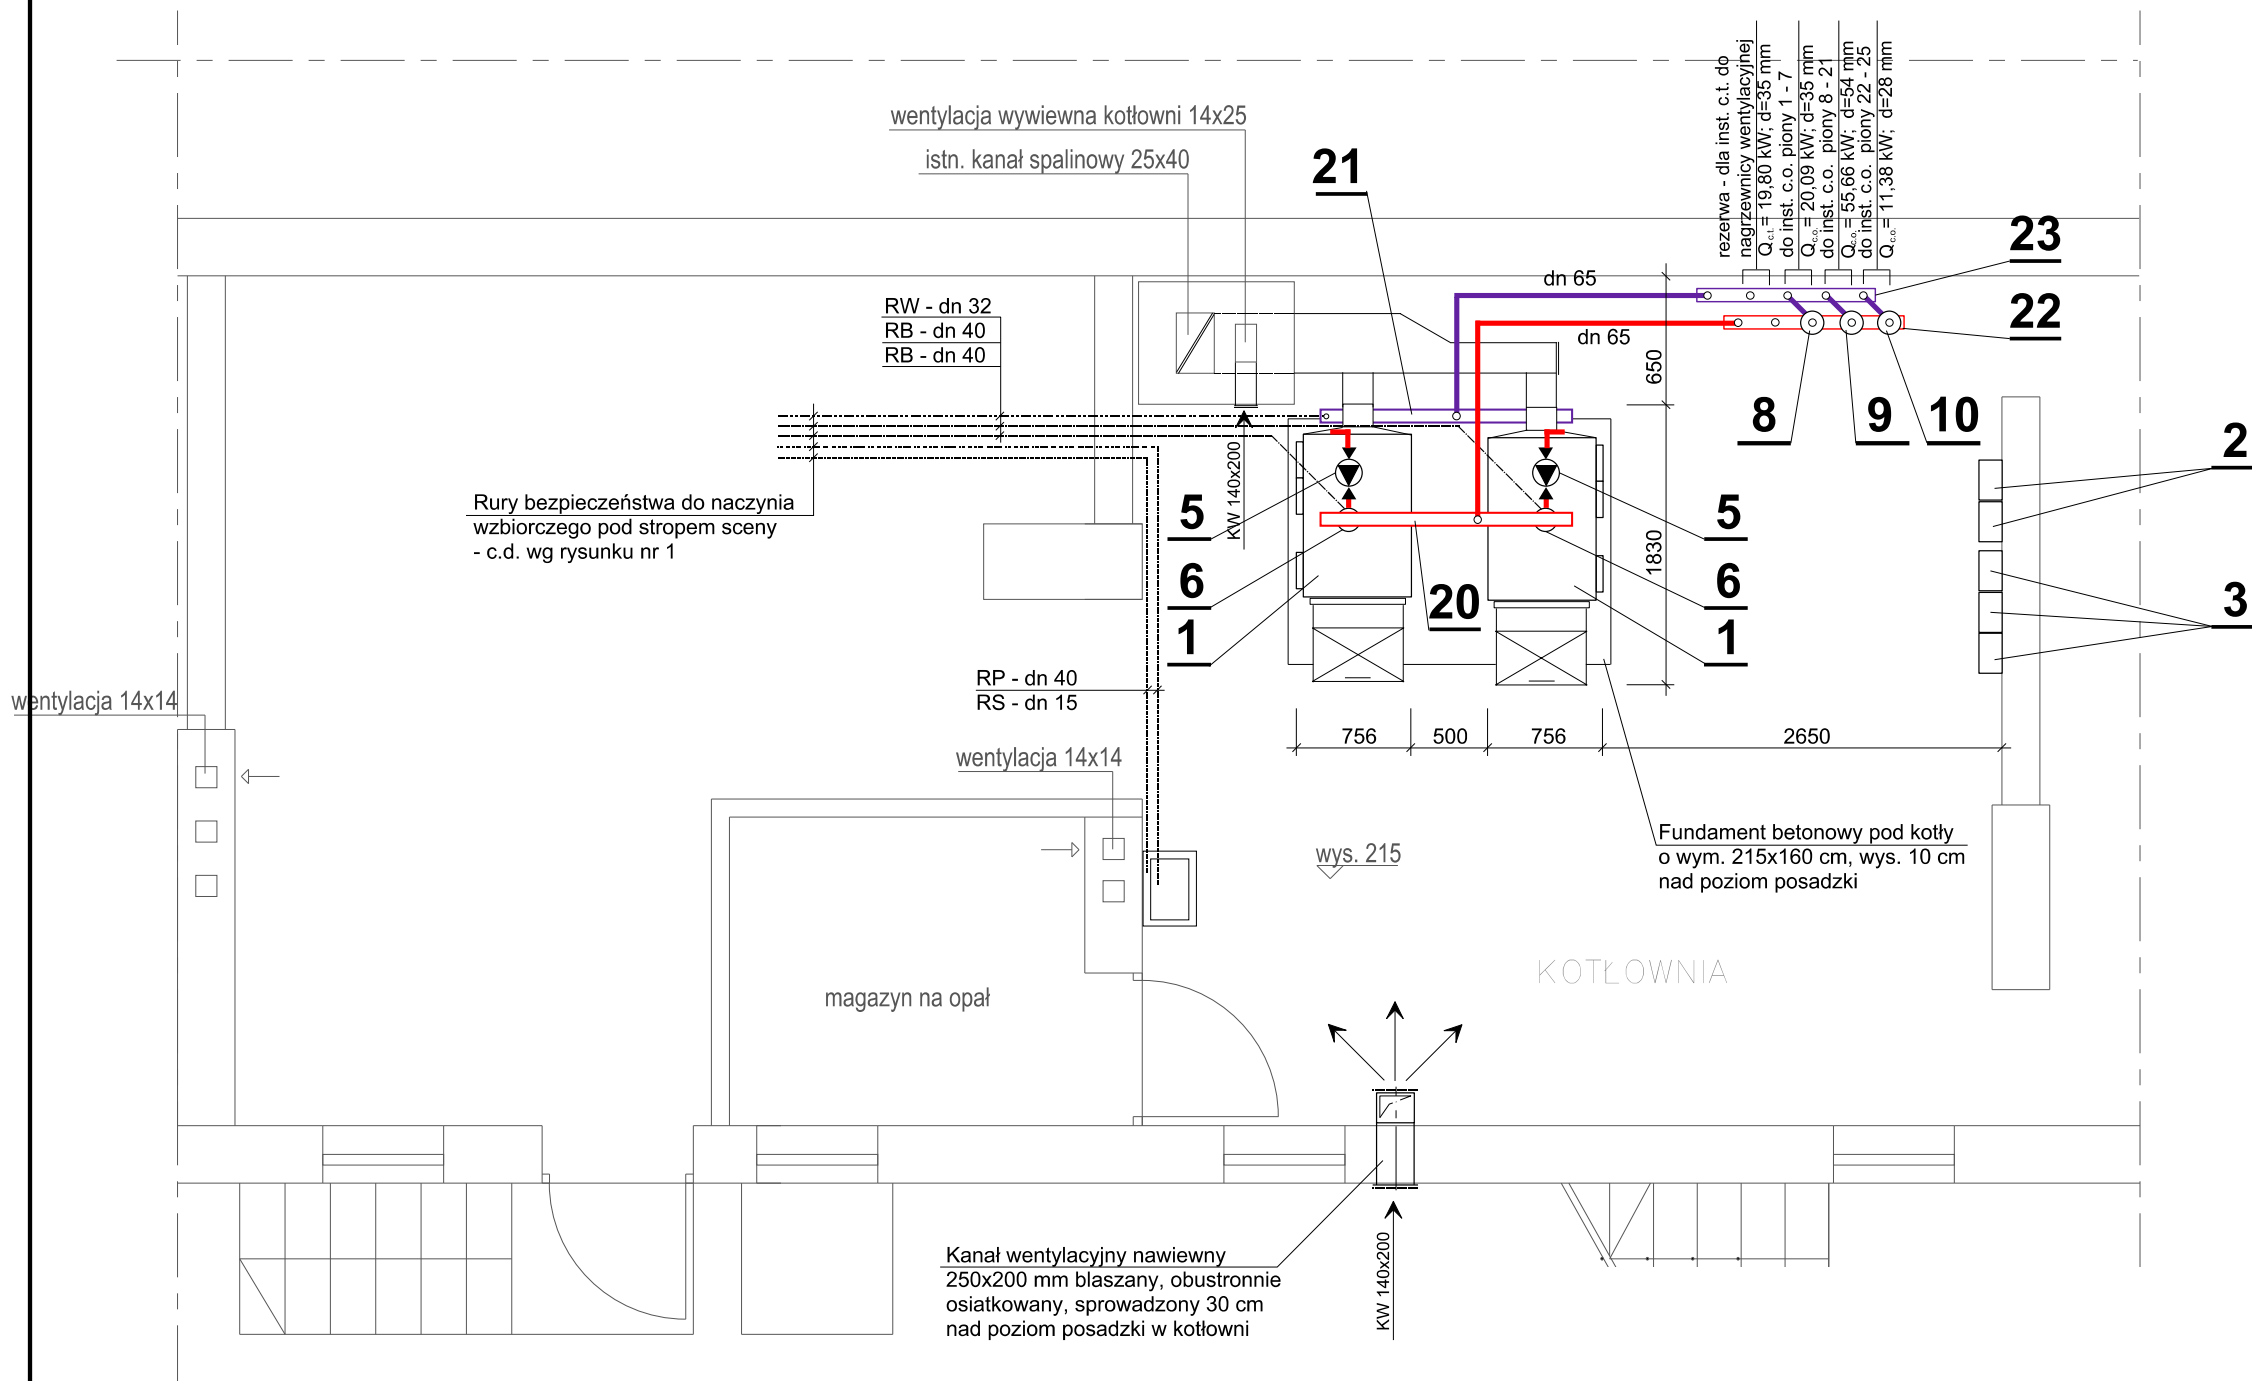 rezerwa - dla inst. c.t. do
nagrzewnicy wentylacyjnej
Qc.t. = 19,80 kW; d=35 mm
do inst. c.o. piony 1 - 7
Qc.o. = 20,09 kW; d=35 mm
do inst. c.o.  piony 8 - 21
Qc.o. = 55,66 kW;  d=54 mm
do inst. c.o.  piony 22 - 25
Qc.o. = 11,38 kW;  d=28 mm
wentylacja wywiewna kotłowni 14x25
istn. kanał spalinowy 25x40
21
23
22
dn 65
dn 65
RW - dn 32
RB - dn 40
RB - dn 40
650
8
9
10
2
KW 140x200
Rury bezpieczeństwa do naczynia
wzbiorczego pod stropem sceny
- c.d. wg rysunku nr 1
5
5
1830
6
6
20
3
1
1
RP - dn 40
RS - dn 15
wentylacja 14x14
756
500
756
2650
wentylacja 14x14
Fundament betonowy pod kotły
o wym. 215x160 cm, wys. 10 cm
nad poziom posadzki
wys. 215
KOTŁOWNIA
magazyn na opał
Kanał wentylacyjny nawiewny
250x200 mm blaszany, obustronnie
osiatkowany, sprowadzony 30 cm
nad poziom posadzki w kotłowni
KW 140x200